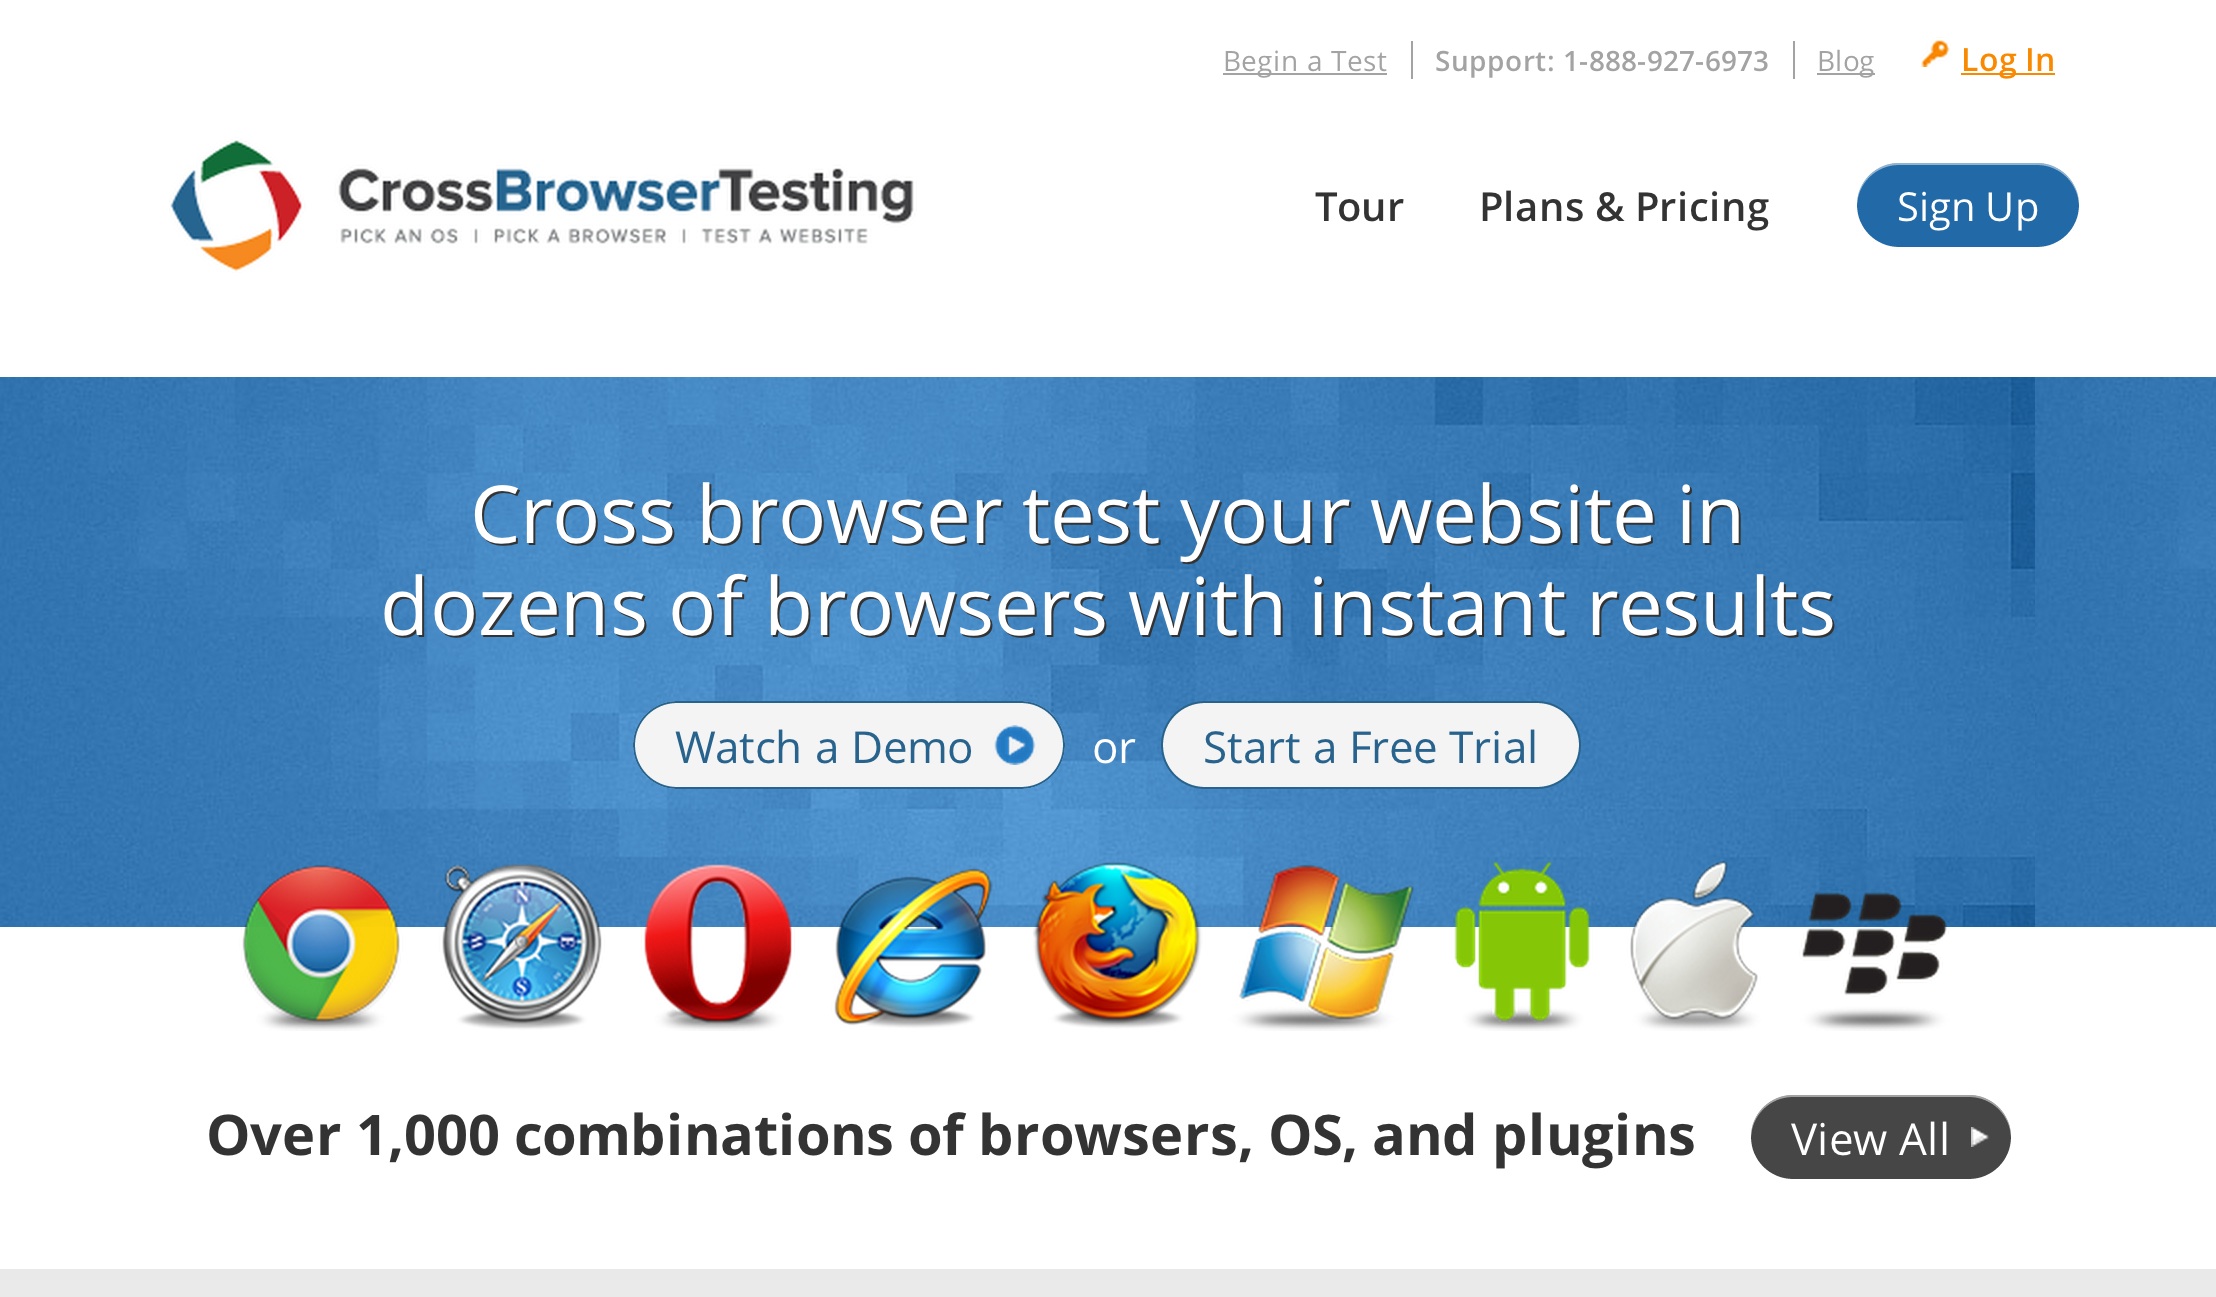 Begin a Test | Support: 1-888-927-6973 | Blog Log In
CrossBrowserTesting
PICK AN OS | PICK A BROWSER | TEST A WEBSITE
Tour Plans & Pricing Sign Up
Cross browser test your website in
dozens of browsers with instant results
Watch a Demo or Start a Free Trial
N
W E
S
Over 1,000 combinations of browsers, OS, and plugins View All